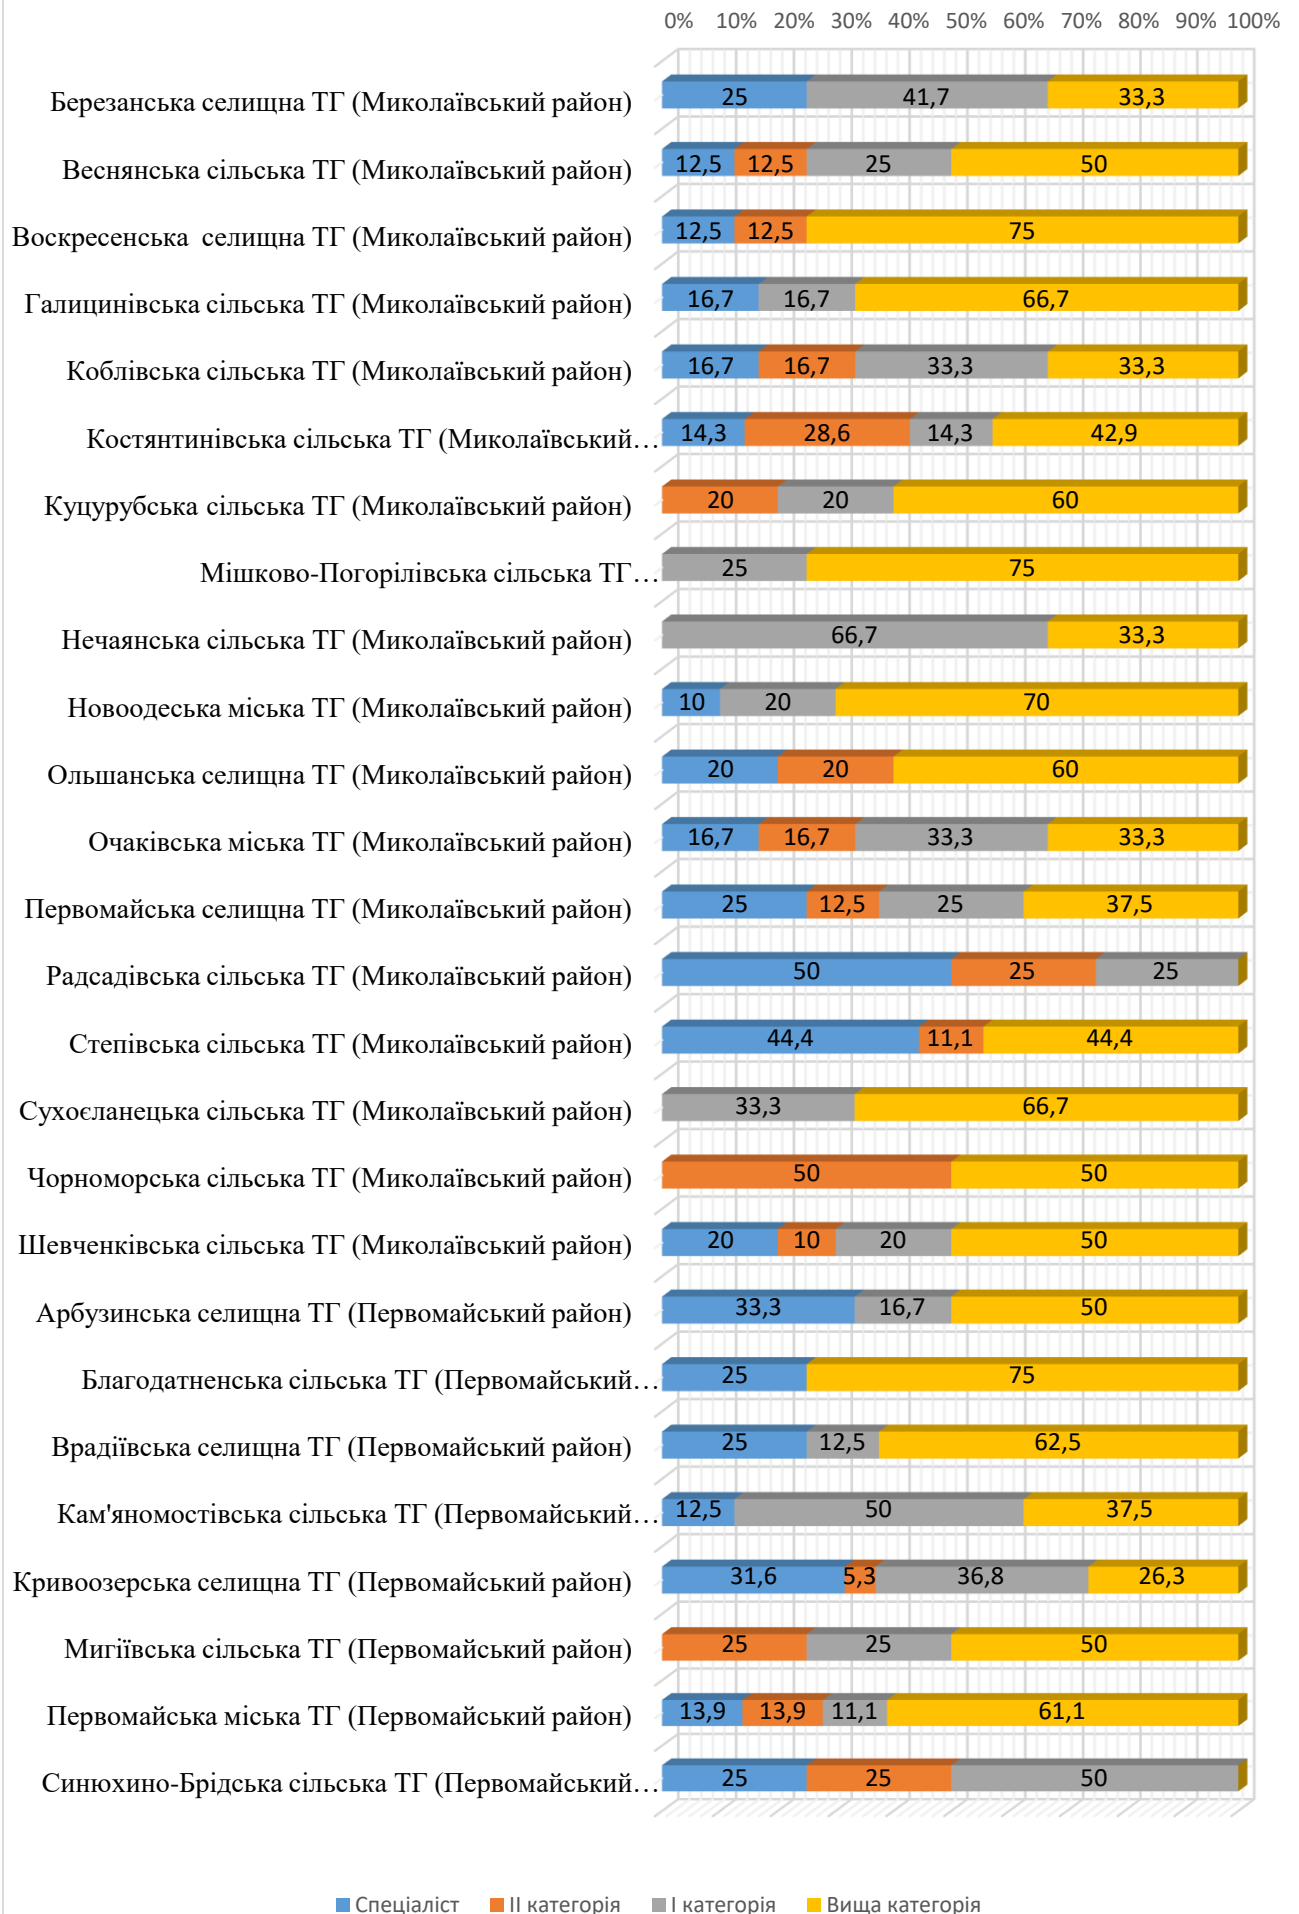 0% 10% 20% 30% 40% 50% 60% 70% 80% 90% 100%
Березанська селищна ТГ (Миколаївський район) 25 41,7 33,3
Веснянська сільська ТГ (Миколаївський район) 12,5 12,5 25 50
Воскресенська селищна ТГ (Миколаївський район) 12,5 12,5 75
Галицинівська сільська ТГ (Миколаївський район) 16,7 16,7 66,7
Коблівська сільська ТГ (Миколаївський район) 16,7 16,7 33,3 33,3
Костянтинівська сільська ТГ (Миколаївський… 14,3 28,6 14,3 42,9
Куцурубська сільська ТГ (Миколаївський район) 20 20 60
Мішково-Погорілівська сільська ТГ… 25 75
Нечаянська сільська ТГ (Миколаївський район) 66,7 33,3
Новоодеська міська ТГ (Миколаївський район) 10 20 70
Ольшанська селищна ТГ (Миколаївський район) 20 20 60
Очаківська міська ТГ (Миколаївський район) 16,7 16,7 33,3 33,3
Первомайська селищна ТГ (Миколаївський район) 25 12,5 25 37,5
Радсадівська сільська ТГ (Миколаївський район) 50 25 25
Степівська сільська ТГ (Миколаївський район) 44,4 11,1 44,4
Сухоєланецька сільська ТГ (Миколаївський район) 33,3 66,7
Чорноморська сільська ТГ (Миколаївський район) 50 50
Шевченківська сільська ТГ (Миколаївський район) 20 10 20 50
Арбузинська селищна ТГ (Первомайський район) 33,3 16,7 50
Благодатненська сільська ТГ (Первомайський… 25 75
Врадіївська селищна ТГ (Первомайський район) 25 12,5 62,5
Кам'яномостівська сільська ТГ (Первомайський… 12,5 50 37,5
Кривоозерська селищна ТГ (Первомайський район) 31,6 5,3 36,8 26,3
Мигіївська сільська ТГ (Первомайський район) 25 25 50
Первомайська міська ТГ (Первомайський район) 13,9 13,9 11,1 61,1
Синюхино-Брідська сільська ТГ (Первомайський… 25 25 50
Спеціаліст ІІ категорія І категорія Вища категорія